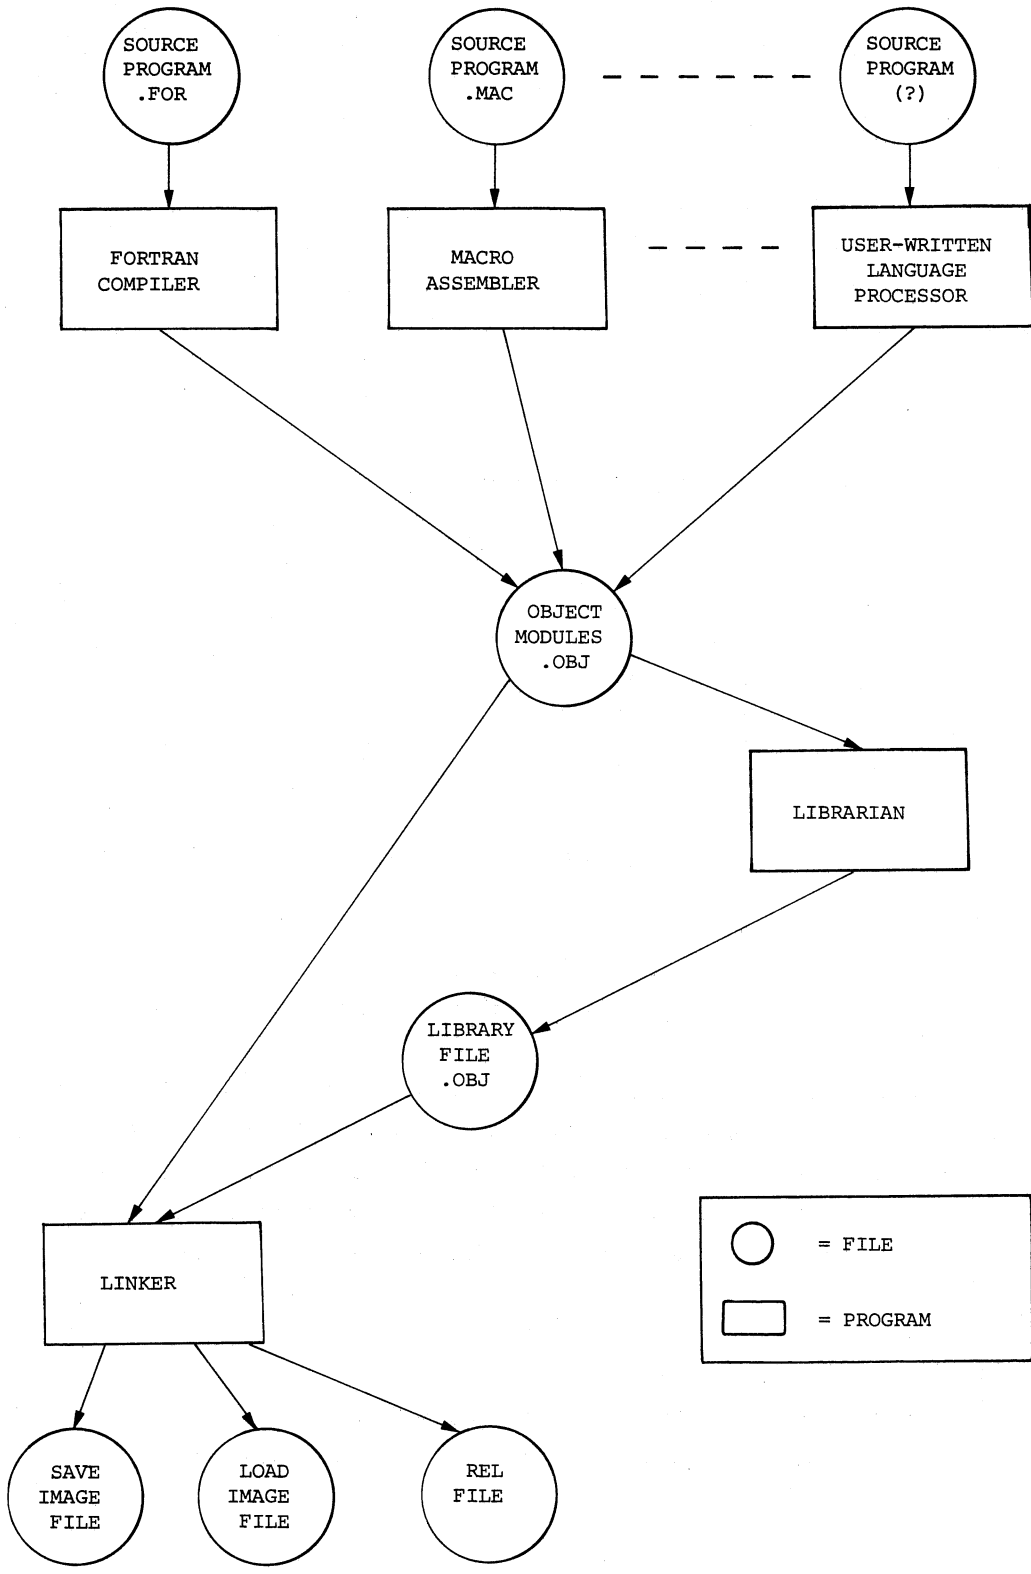 SOURCE
PROGRAM
.FOR
SOURCE
PROGRAM
.MAC
SOURCE
PROGRAM
(?)
FORTRAN
COMPILER
MACRO
ASSEMBLER
USER-WRITTEN
LANGUAGE
PROCESSOR
OBJECT
MODULES
.OBJ
LIBRARIAN
LIBRARY
FILE
.OBJ
LINKER
= FILE
= PROGRAM
SAVE
IMAGE
FILE
LOAD
IMAGE
FILE
REL
FILE